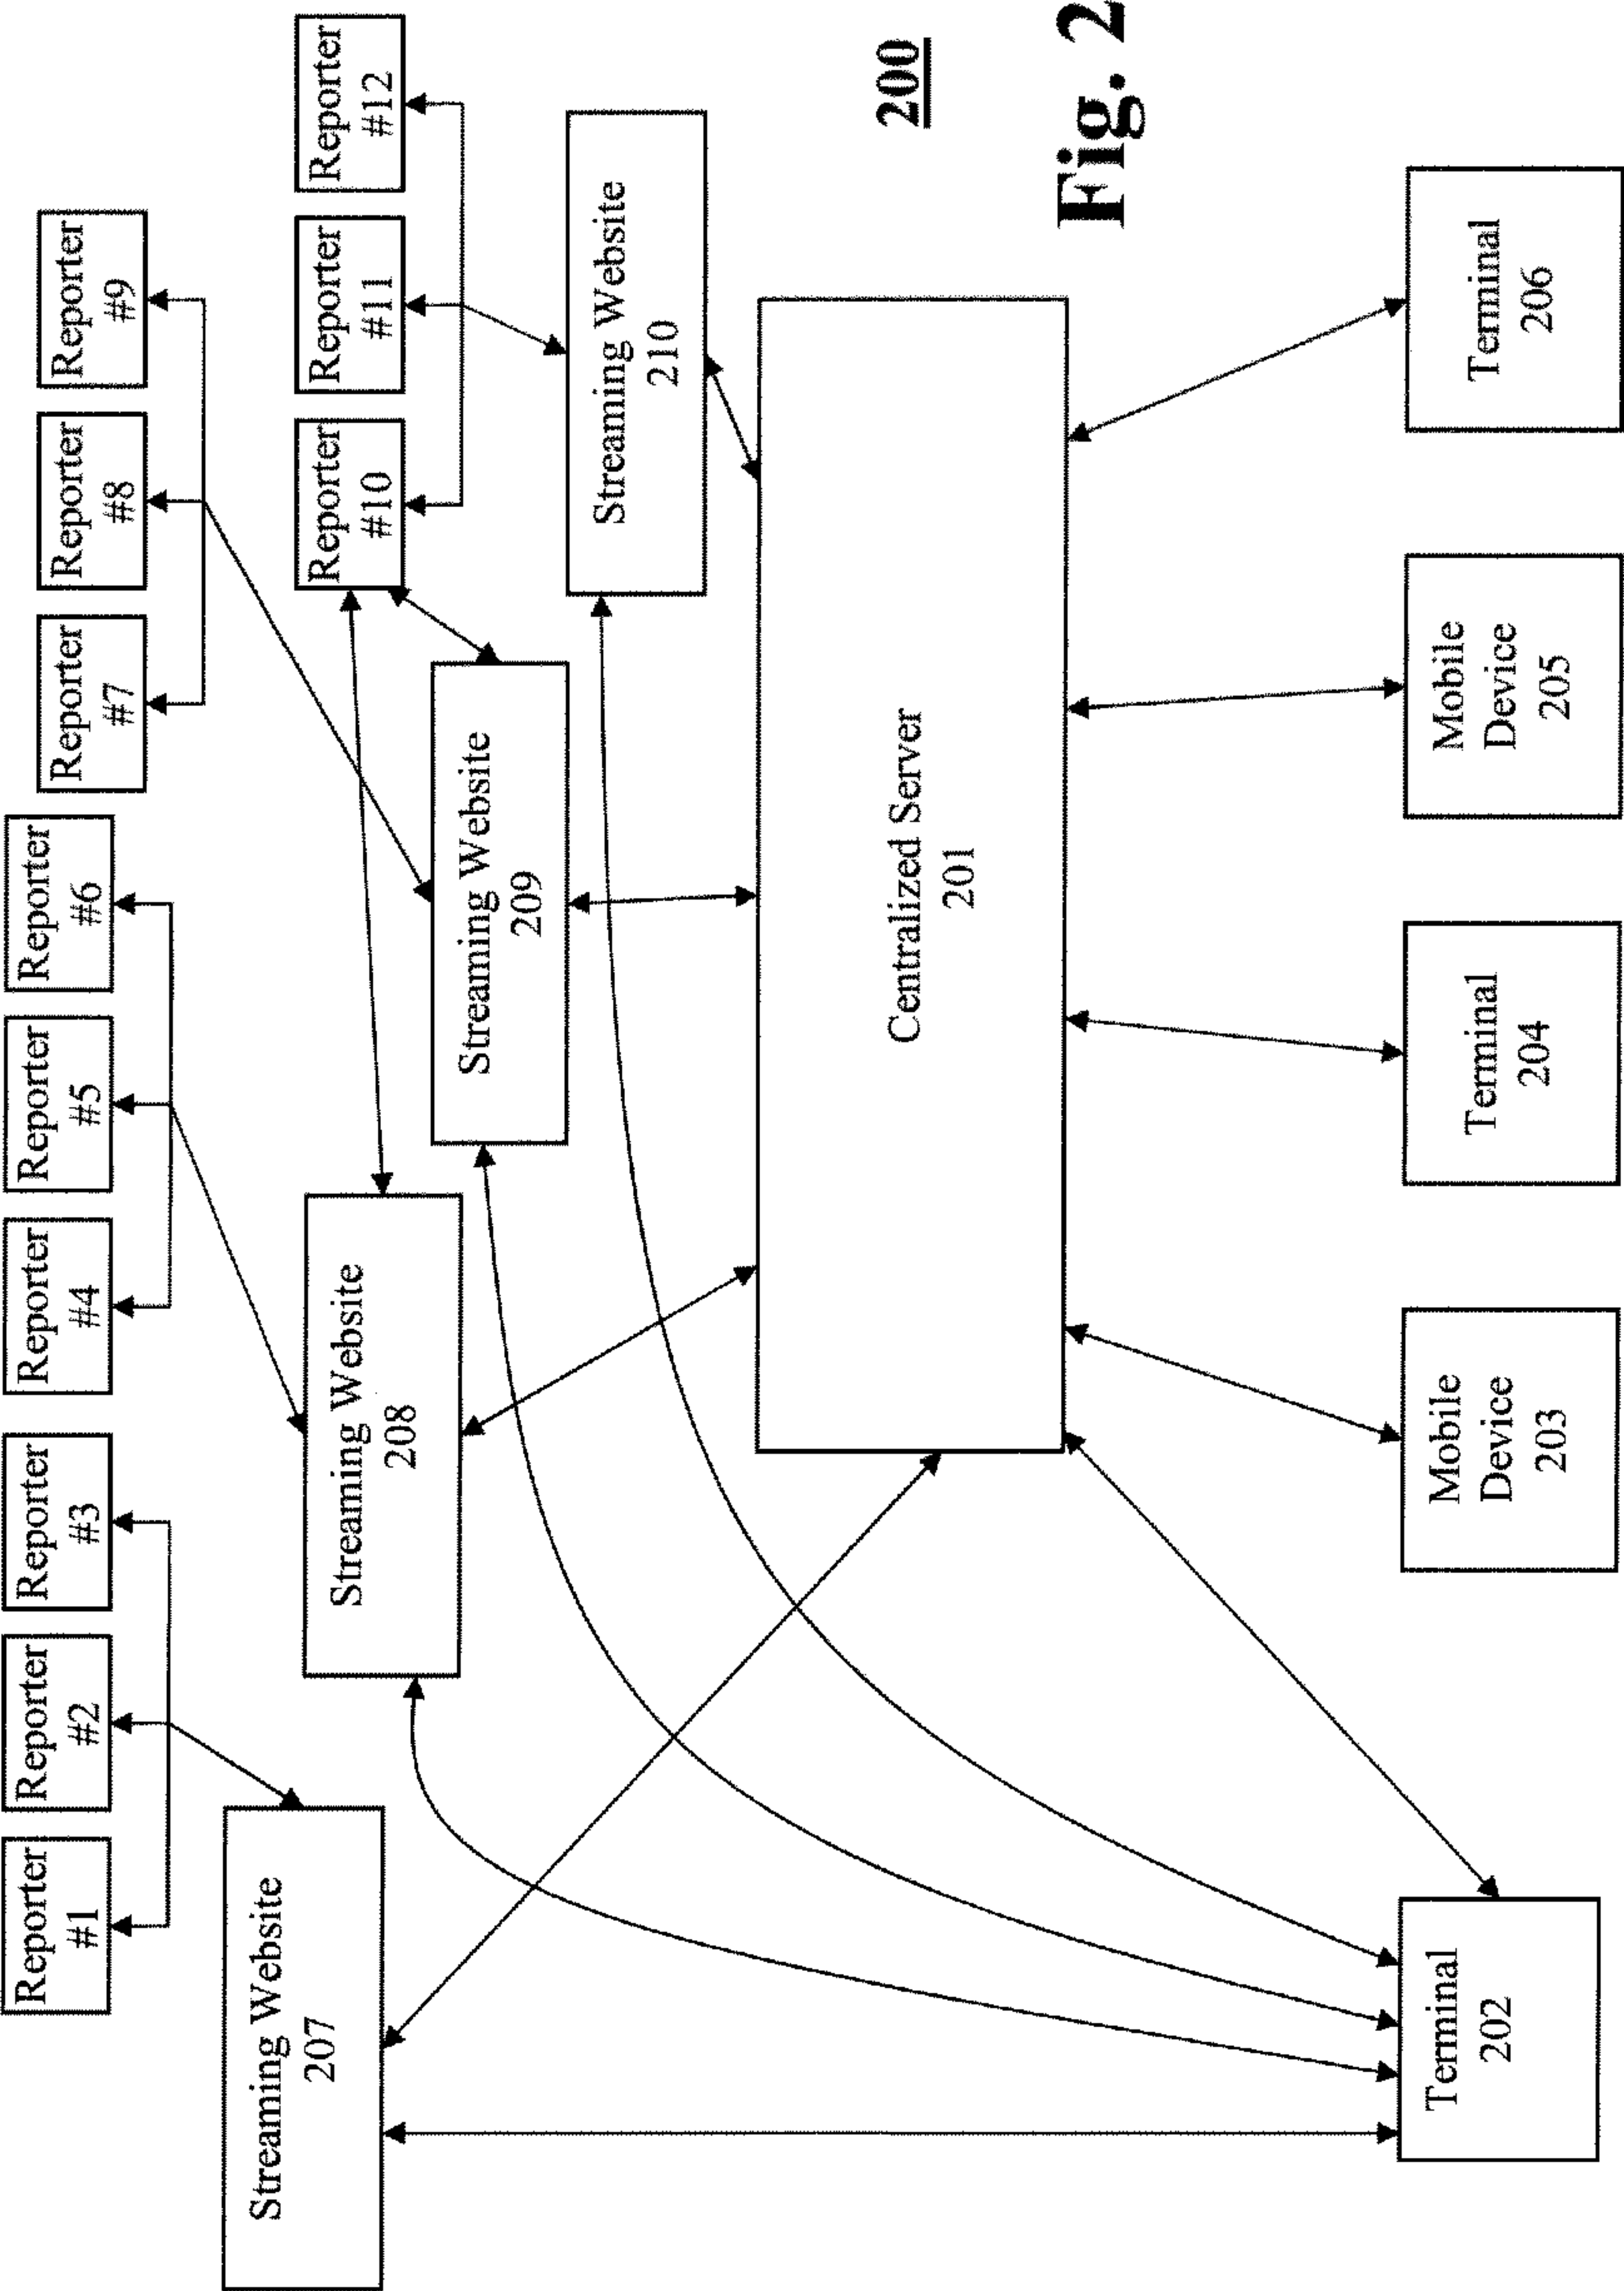 Reporter
#1
Reporter
#2
Reporter
#3
Reporter
#4
Reporter
#5
Reporter
#6
Reporter
#7
Reporter
#8
Reporter
#9
Reporter
#10
Reporter
#11
Reporter
#12
Streaming Website
207
Streaming Website
208
Streaming Website
209
Streaming Website
210
Centralized Server
201
200
Terminal
202
Mobile
Device
203
Terminal
204
Mobile
Device
205
Terminal
206
Fig. 2